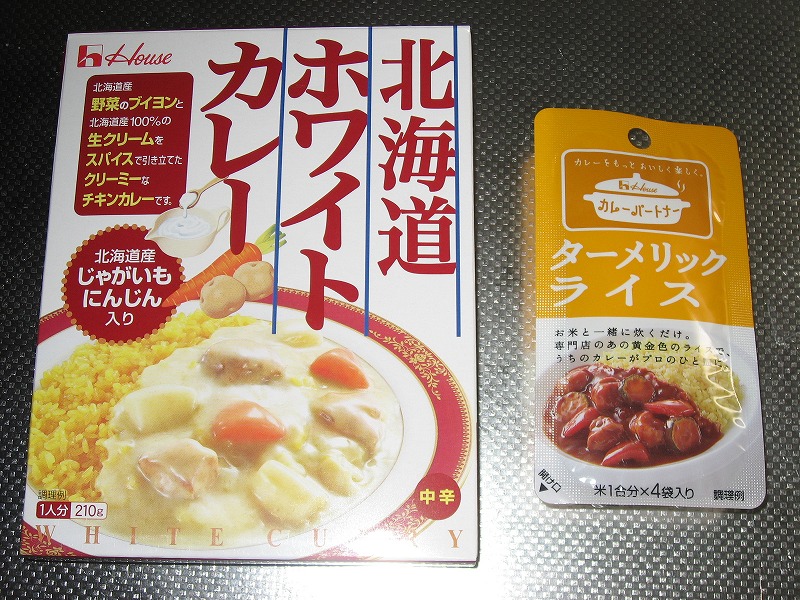 House
北海道
ホワイト
カレー
北海道産
野菜のブイヨンと
北海道産100%の
生クリームを
スパイスで引き立てた
クリーミーな
チキンカレーです。
北海道産
じゃがいも
にんじん
入り
調理例
1人分 210g
中辛
WHITE CURRY
カレーをもっとおいしく楽しく。
House
カレーパートナー
ターメリック
ライス
お米と一緒に炊くだけ。
専門店のあの黄金色のライスで、
うちのカレーがプロのひと
開け口
米1合分×4袋入り
調理例